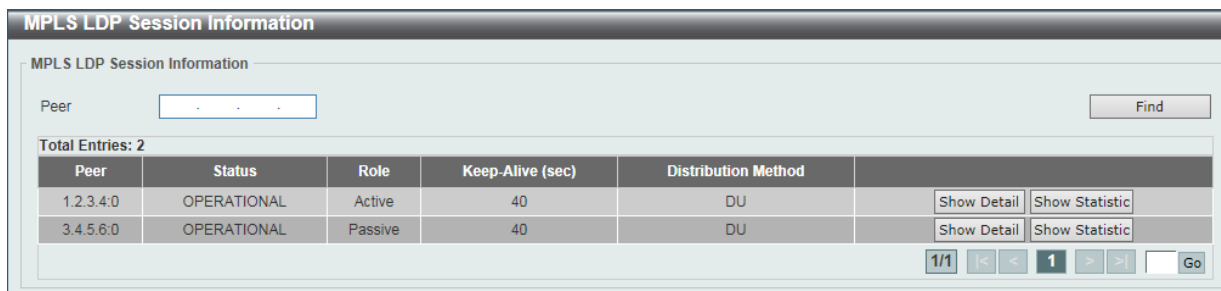 MPLS LDP Session Information
MPLS LDP Session Information
Peer . . . Find
Total Entries: 2
Peer Status Role Keep-Alive (sec) Distribution Method
1.2.3.4:0 OPERATIONAL Active 40 DU Show Detail Show Statistic
3.4.5.6:0 OPERATIONAL Passive 40 DU Show Detail Show Statistic
1/1 |< < 1 > >| Go